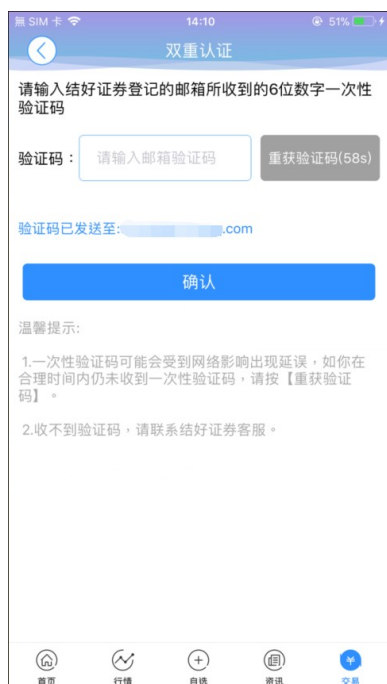 無 SIM 卡 14:10 51%
双重认证
请输入结好证券登记的邮箱所收到的6位数字一次性
验证码
验证码： 请输入邮箱验证码 重获验证码(58s)
验证码已发送至: .com
确认
温馨提示:
1.一次性验证码可能会受到网络影响出现延误，如你在
合理时间内仍未收到一次性验证码，请按【重获验证
码】。
2.收不到验证码，请联系结好证券客服。
首页 行情 自选 资讯 交易